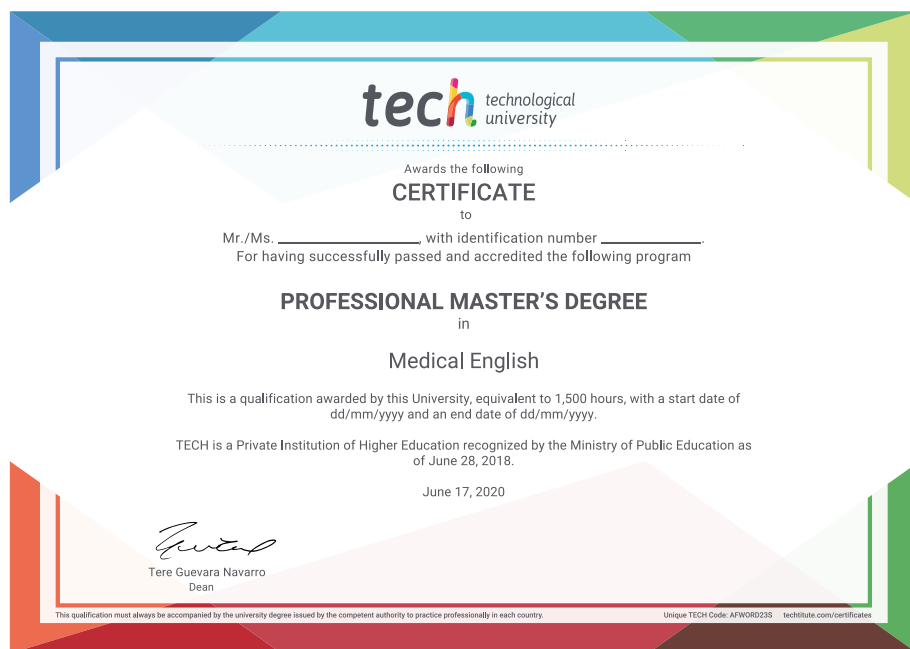 tech technological
university
Awards the following
CERTIFICATE
to
Mr./Ms. ____________________, with identification number ______________.
For having successfully passed and accredited the following program
PROFESSIONAL MASTER'S DEGREE
in
Medical English
This is a qualification awarded by this University, equivalent to 1,500 hours, with a start date of
dd/mm/yyyy and an end date of dd/mm/yyyy.
TECH is a Private Institution of Higher Education recognized by the Ministry of Public Education as
of June 28, 2018.
June 17, 2020
Tere Guevara Navarro
Dean
This qualification must always be accompanied by the university degree issued by the competent authority to practice professionally in each country. Unique TECH Code: AFWORD23S techtitute.com/certificates